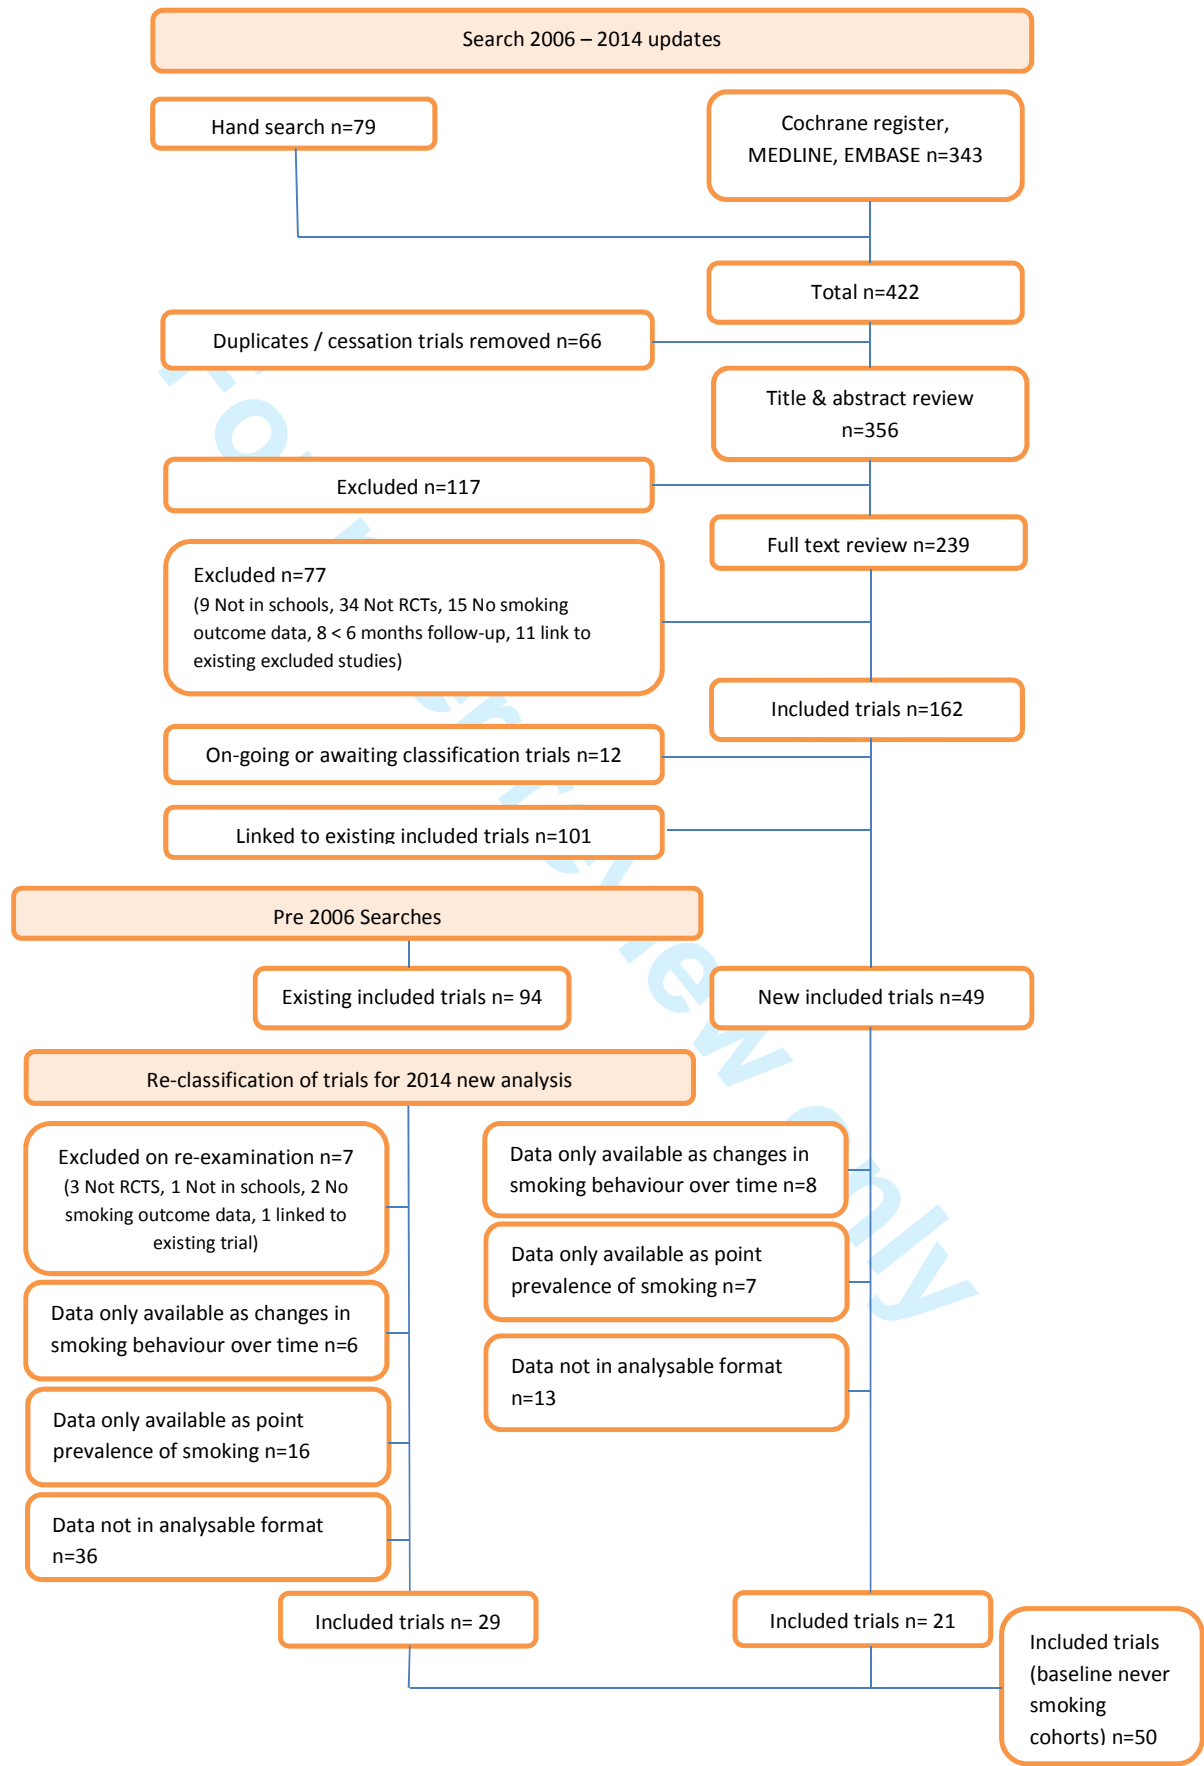 Search 2006 – 2014 updates
Hand search n=79
Cochrane register,
MEDLINE, EMBASE n=343
Total n=422
Duplicates / cessation trials removed n=66
Title & abstract review
n=356
Excluded n=117
Full text review n=239
Excluded n=77
(9 Not in schools, 34 Not RCTs, 15 No smoking
outcome data, 8 < 6 months follow-up, 11 link to
existing excluded studies)
Included trials n=162
On-going or awaiting classification trials n=12
Linked to existing included trials n=101
Pre 2006 Searches
Existing included trials n= 94
New included trials n=49
Re-classification of trials for 2014 new analysis
Excluded on re-examination n=7
(3 Not RCTS, 1 Not in schools, 2 No
smoking outcome data, 1 linked to
existing trial)
Data only available as changes in
smoking behaviour over time n=6
Data only available as point
prevalence of smoking n=16
Data not in analysable format
n=36
Data only available as changes in
smoking behaviour over time n=8
Data only available as point
prevalence of smoking n=7
Data not in analysable format
n=13
Included trials n= 29
Included trials n= 21
Included trials
(baseline never
smoking
cohorts) n=50
For peer review only